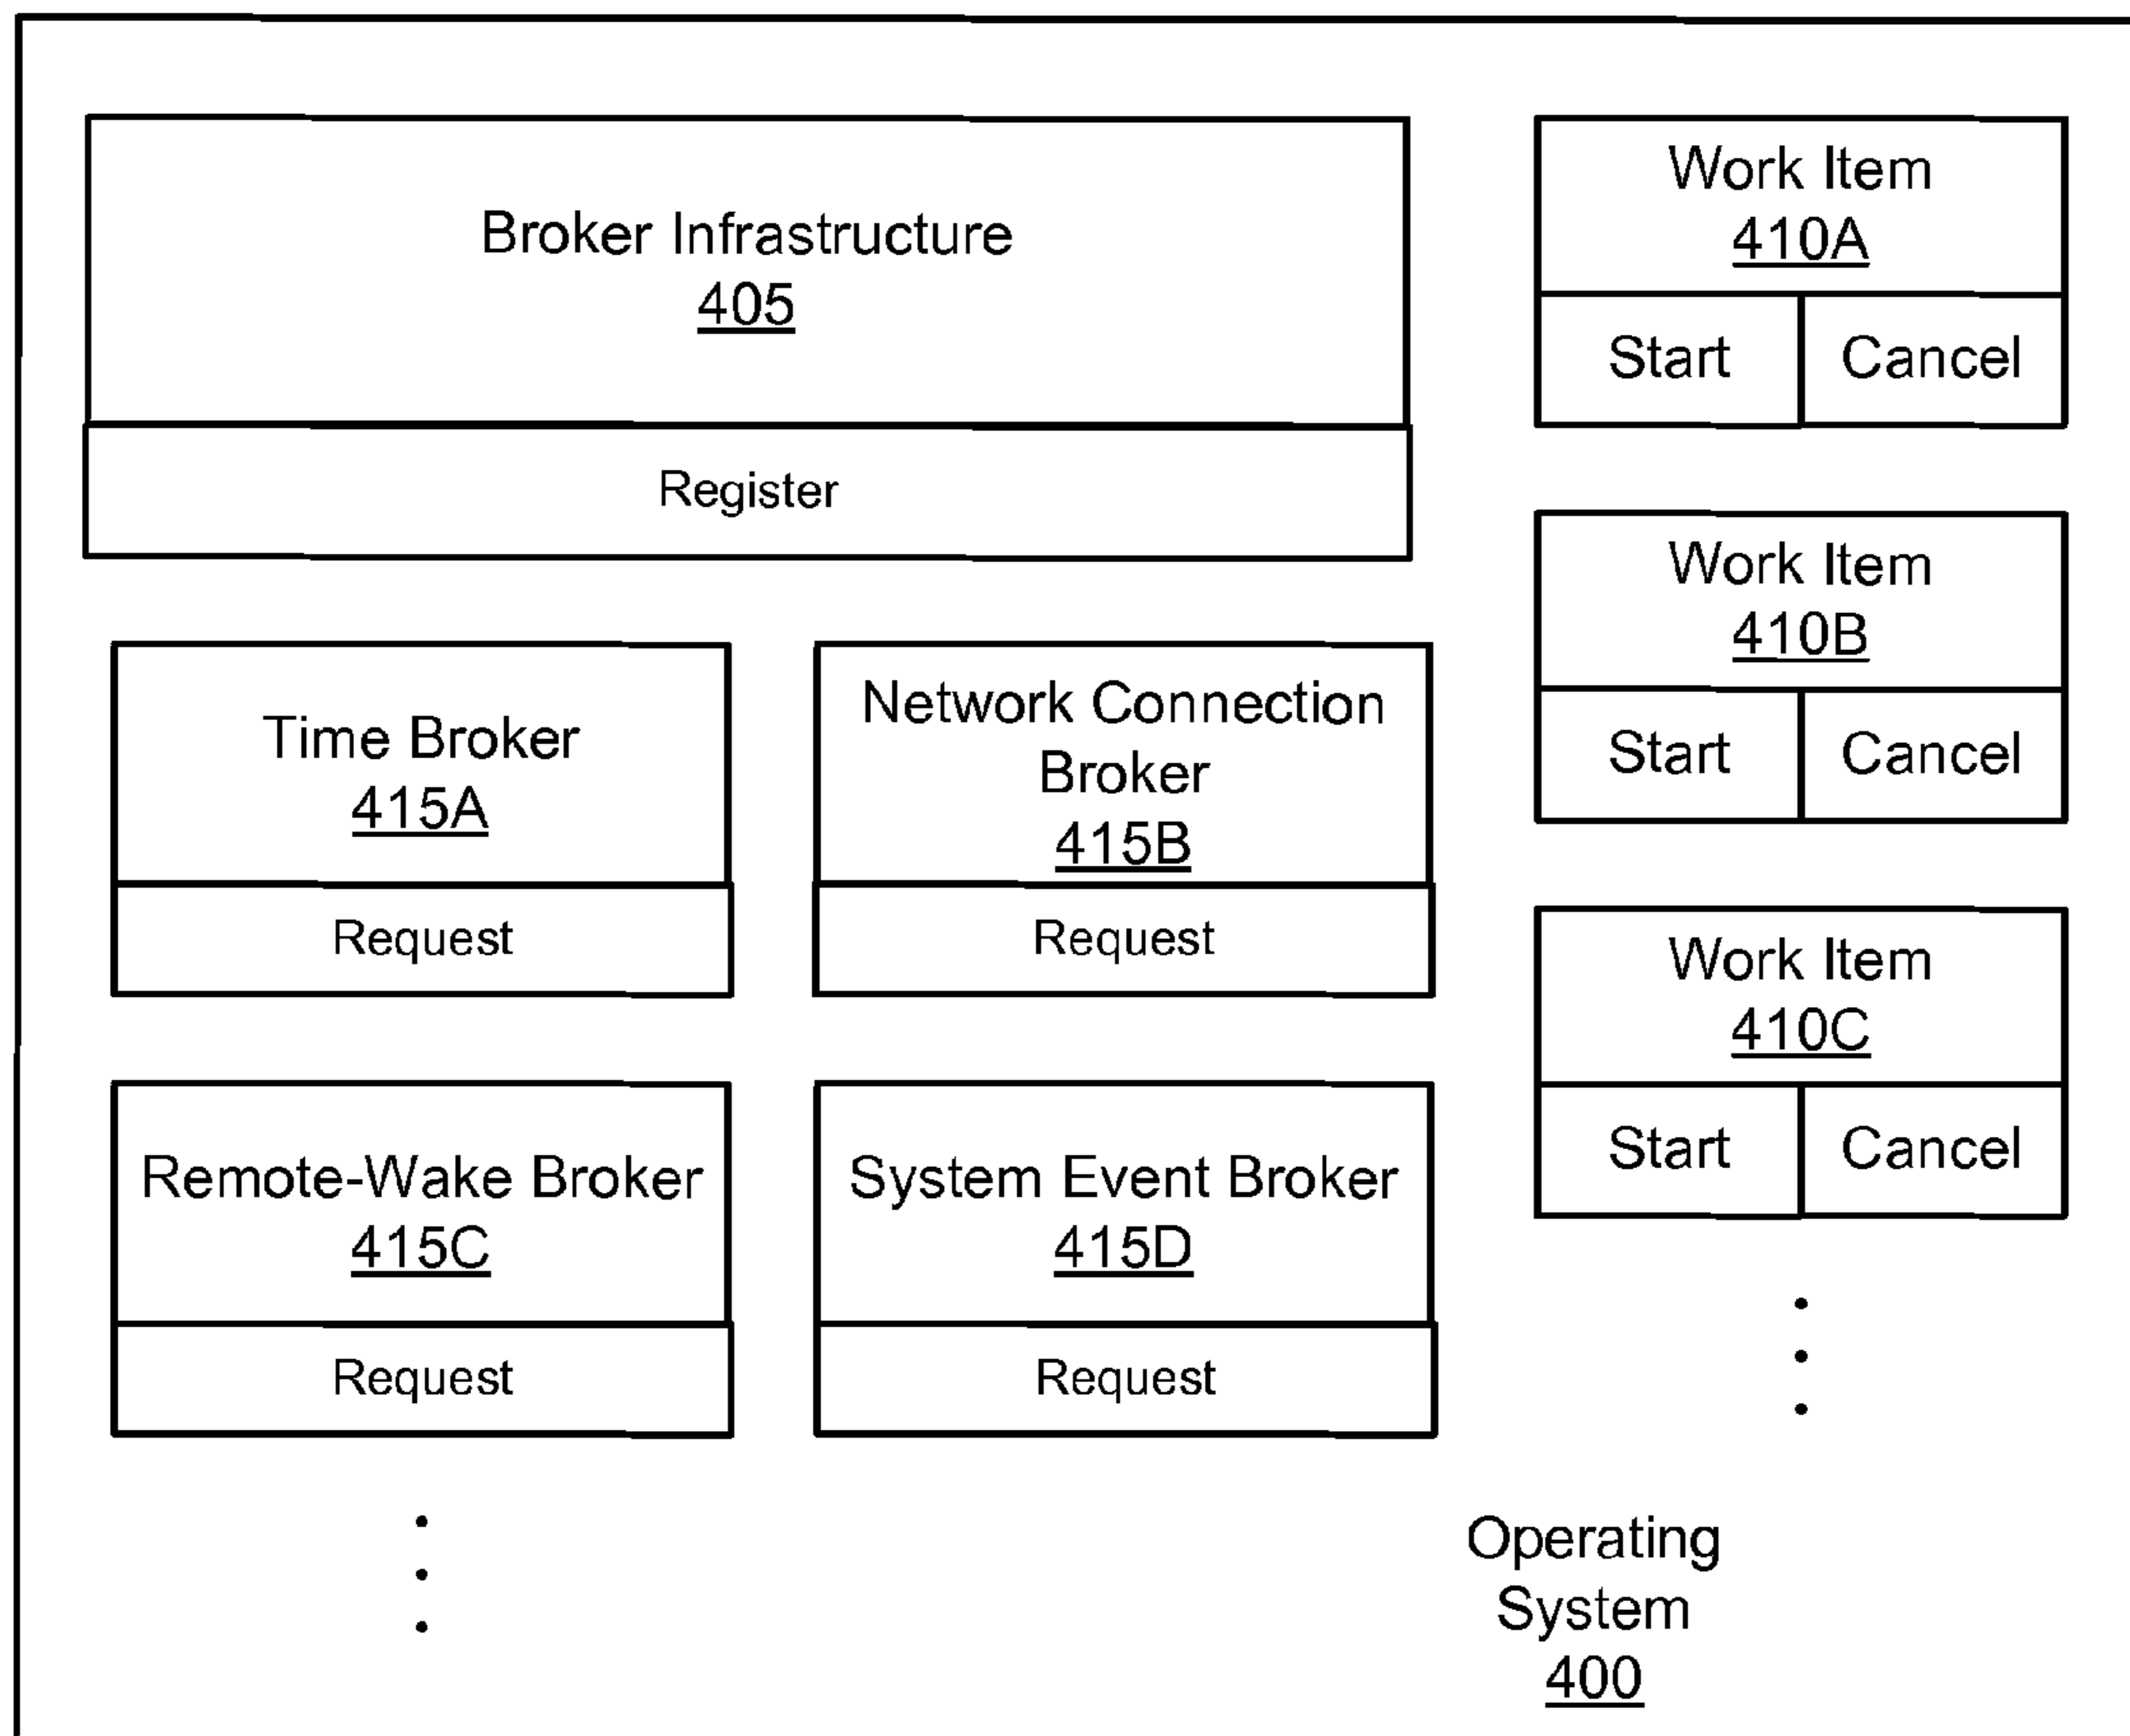 Broker Infrastructure
405
Register
Time Broker
415A
Request
Network Connection
Broker
415B
Request
Remote-Wake Broker
415C
Request
System Event Broker
415D
Request
Work Item
410A
Start
Cancel
Work Item
410B
Start
Cancel
Work Item
410C
Start
Cancel
Operating
System
400